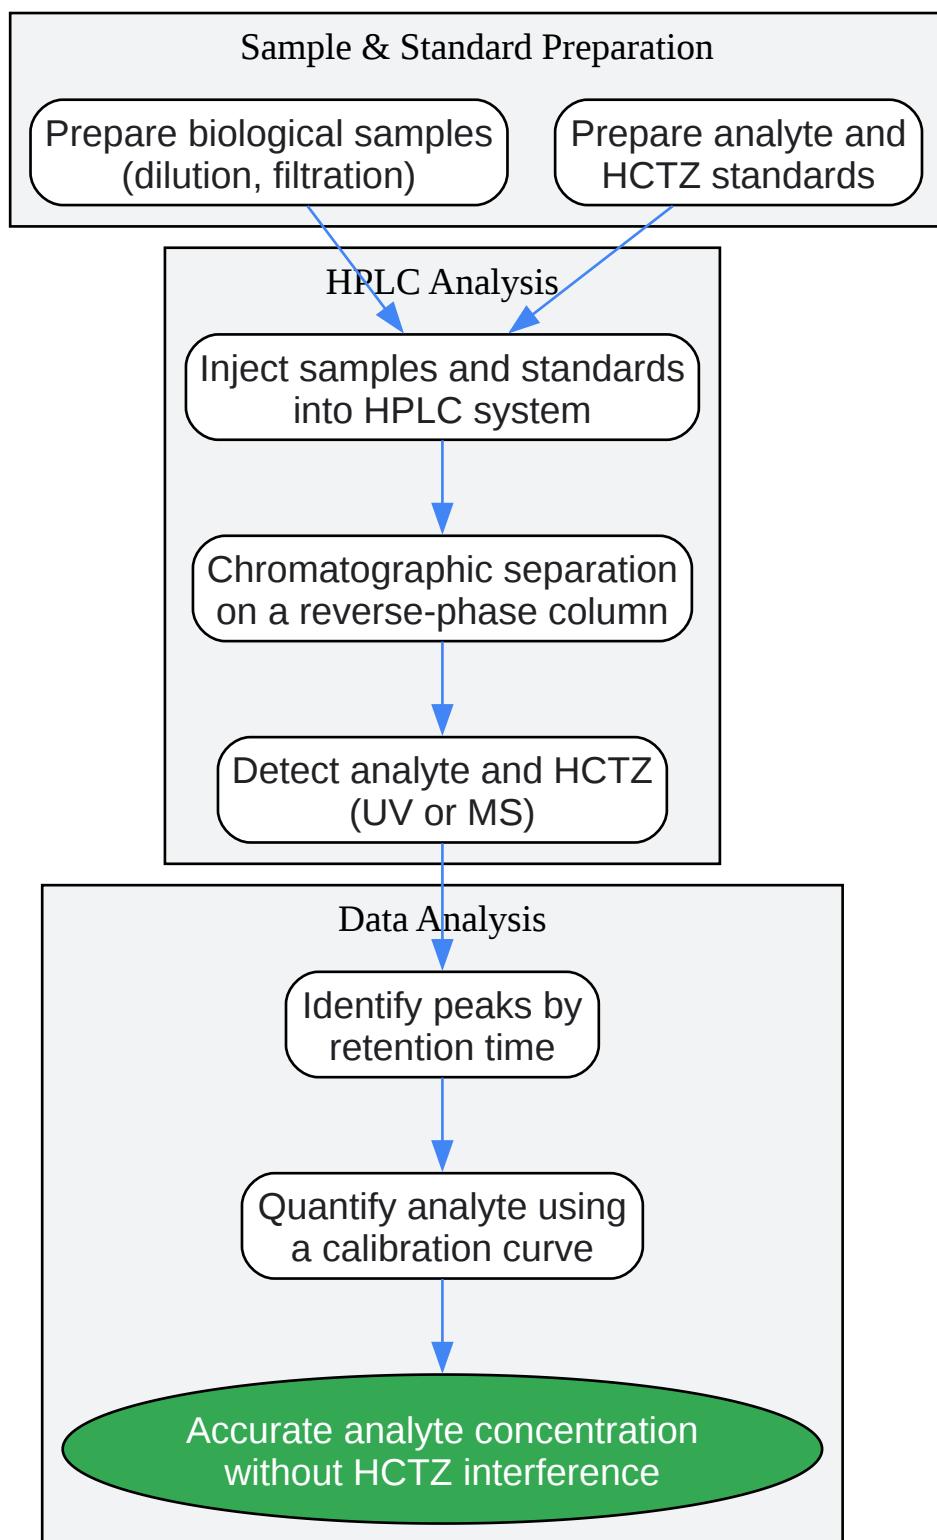 Sample & Standard Preparation
Prepare biological samples
(dilution, filtration)
Prepare analyte and
HCTZ standards
HPLC Analysis
Inject samples and standards
into HPLC system
Chromatographic separation
on a reverse-phase column
Detect analyte and HCTZ
(UV or MS)
Data Analysis
Identify peaks by
retention time
Quantify analyte using
a calibration curve
Accurate analyte concentration
without HCTZ interference